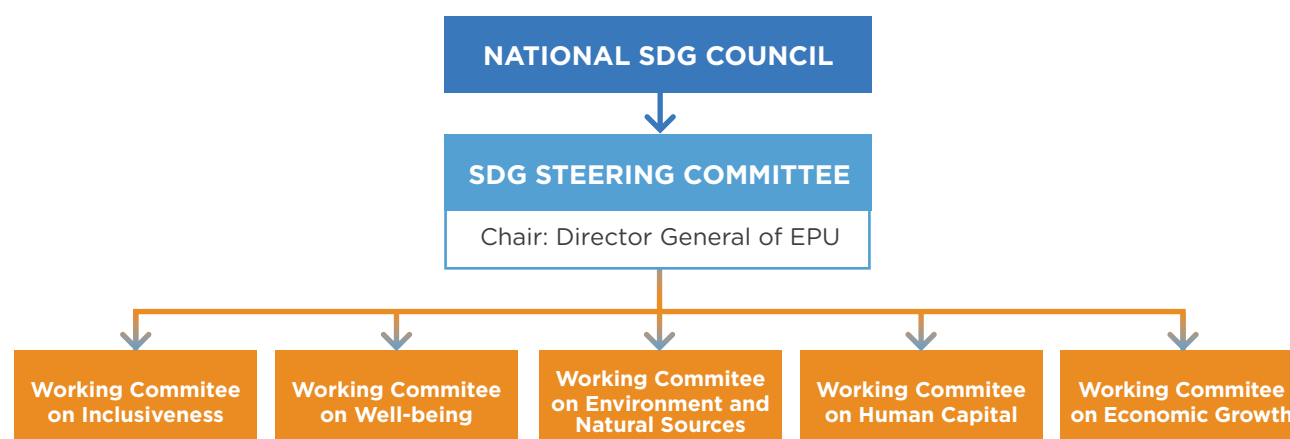 NATIONAL SDG COUNCIL
SDG STEERING COMMITTEE
Chair: Director General of EPU
Working Commitee
on Inclusiveness
Working Commitee
on Well-being
Working Commitee
on Environment and
Natural Sources
Working Commitee
on Human Capital
Working Commitee
on Economic Growth